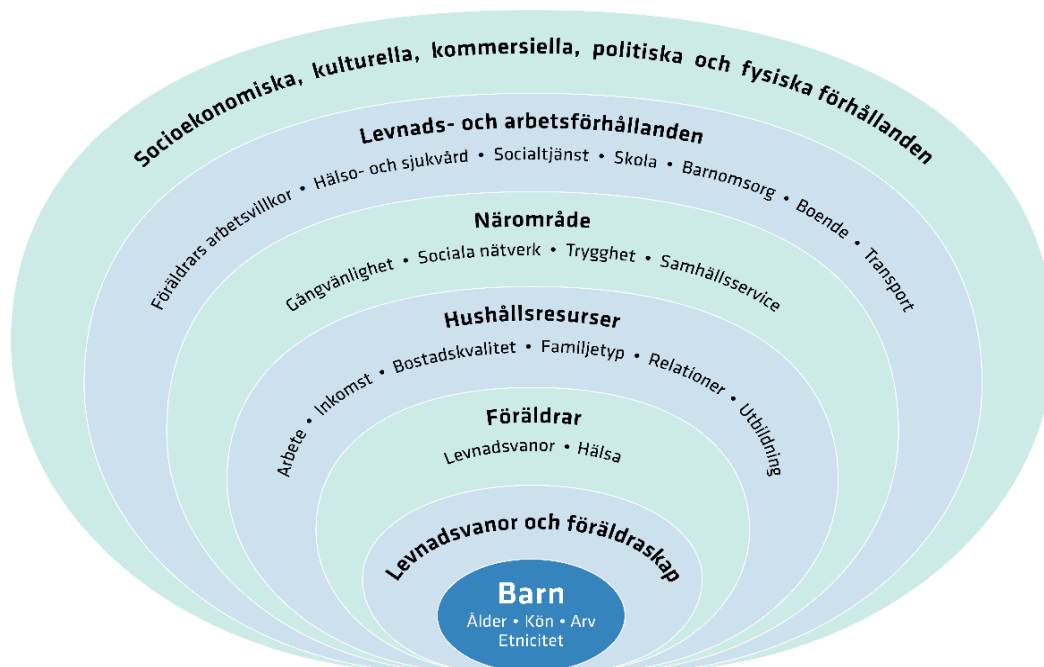 Socioekonomiska, kulturella, kommersiella, politiska och fysiska förhållanden
Levnads- och arbetsförhållanden
Föräldrars arbetsvillkor • Hälso- och sjukvård • Socialtjänst • Skola • Barnomsorg • Boende • Transport
Närområde
Gångvänlighet • Sociala nätverk • Trygghet • Samhällsservice
Hushållsresurser
Arbete • Inkomst • Bostadskvalitet • Familjetyp • Relationer • Utbildning
Föräldrar
Levnadsvanor • Hälsa
Levnadsvanor och föräldraskap
Barn
Ålder • Kön • Arv
Etnicitet